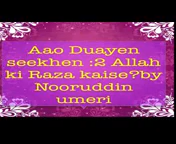 Aao Duayen
seekhen :2 Allah
ki Raza kaise?by
Nooruddin
umeri